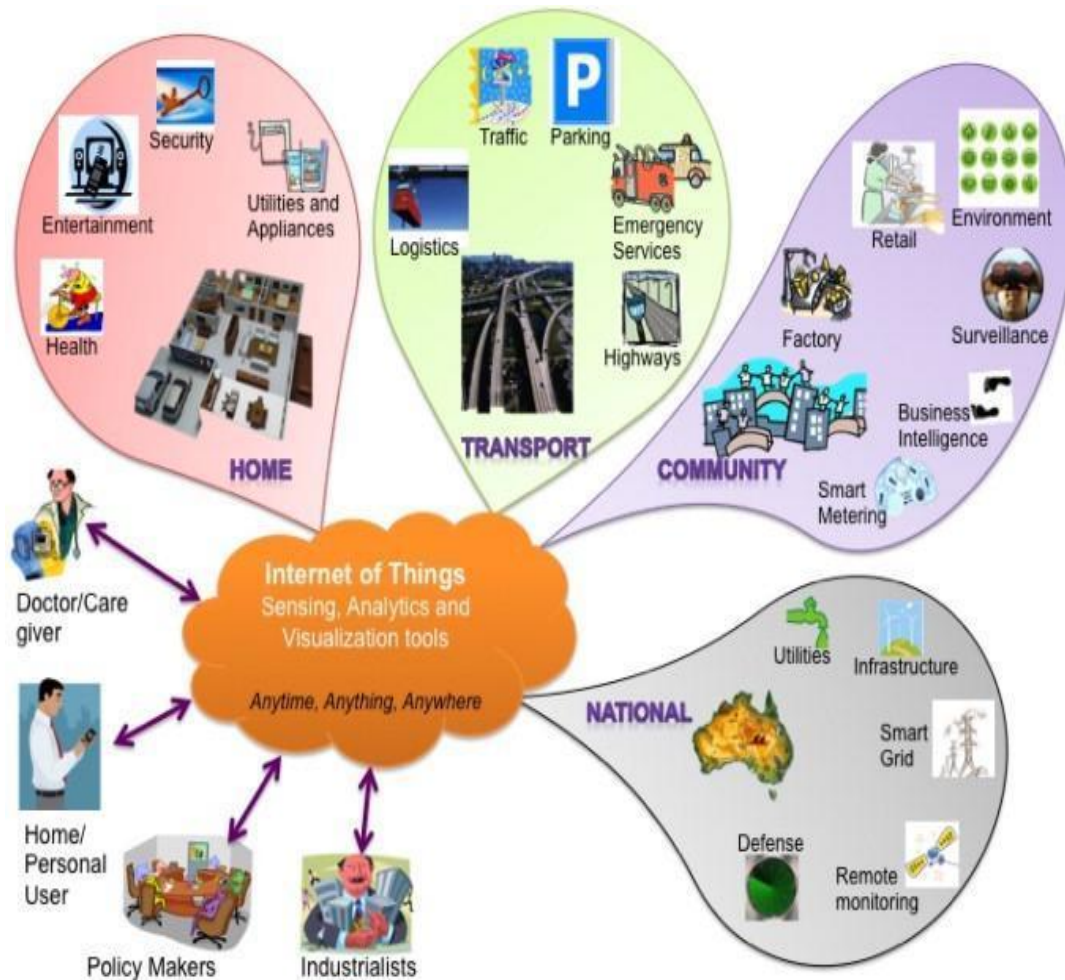 Security
Entertainment
Utilities and
Appliances
Health
HOME
Traffic
P
Parking
Logistics
Emergency
Services
Highways
TRANSPORT
Retail
Environment
Factory
Surveillance
Business
Intelligence
COMMUNITY
Smart
Metering
Internet of Things
Sensing, Analytics and
Visualization tools
Anytime, Anything, Anywhere
Doctor/Care
giver
Home/
Personal
User
Policy Makers
Industrialists
Utilities
Infrastructure
NATIONAL
Smart
Grid
Defense
Remote
monitoring